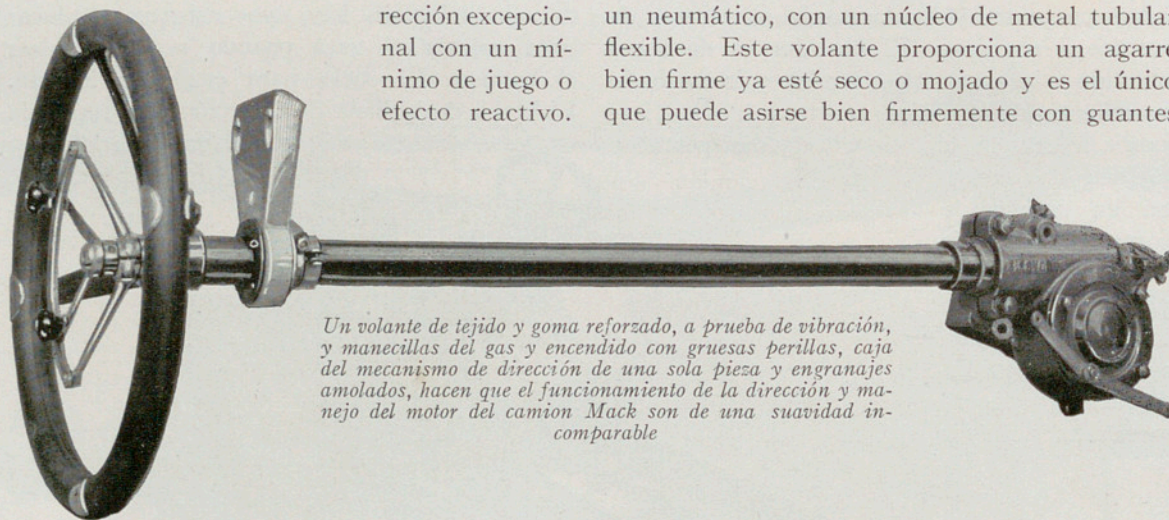 rección excepcio-
nal con un mí-
nimo de juego o
efecto reactivo.
un neumático, con un núcleo de metal tubular
flexible. Este volante proporciona un agarre
bien firme ya esté seco o mojado y es el único
que puede asirse bien firmemente con guantes
Un volante de tejido y goma reforzado, a prueba de vibración,
y manecillas del gas y encendido con gruesas perillas, caja
del mecanismo de dirección de una sola pieza y engranajes
amolados, hacen que el funcionamiento de la dirección y ma-
nejo del motor del camion Mack son de una suavidad in-
comparable